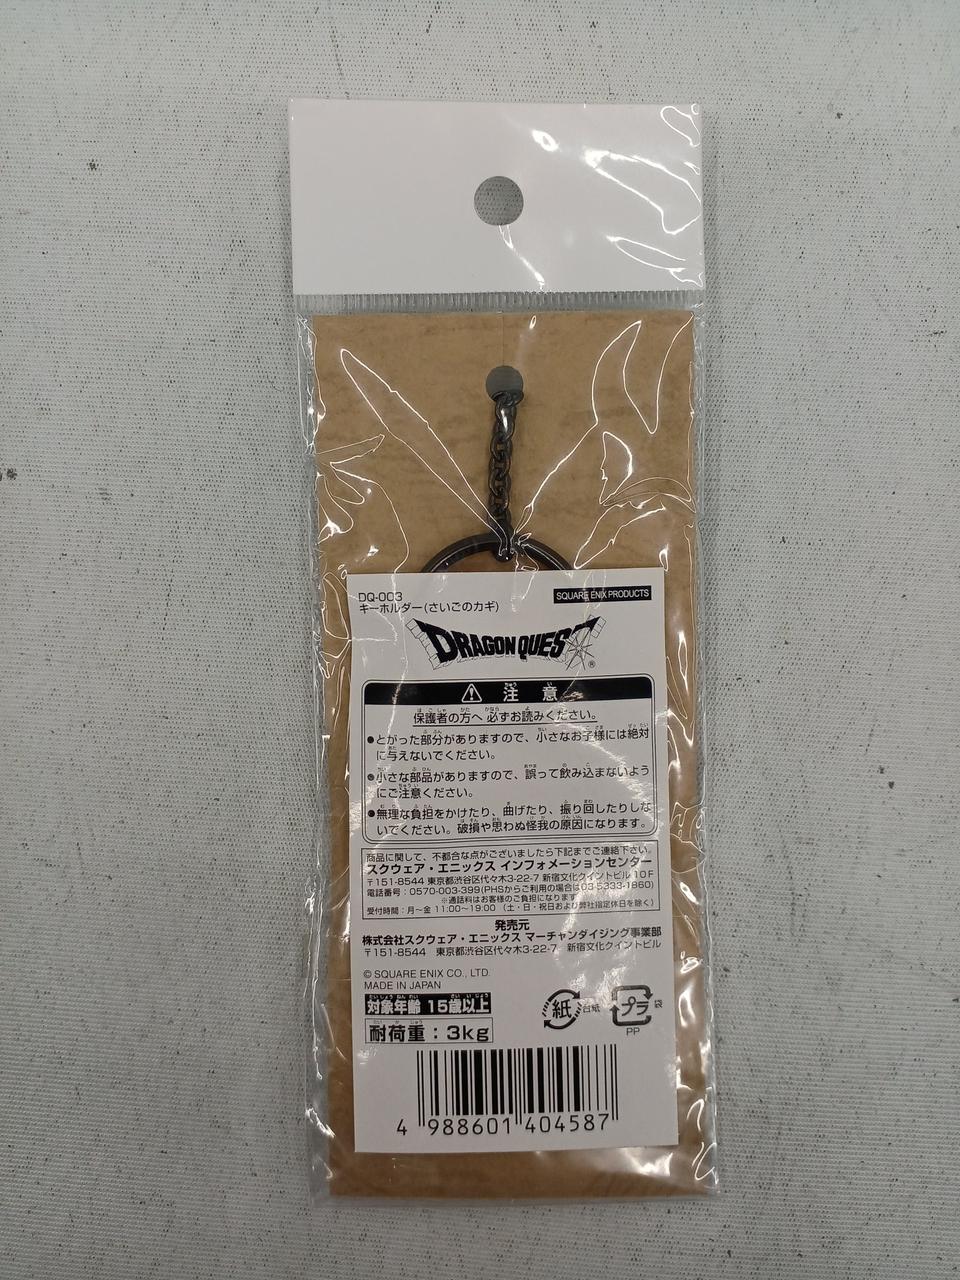 DQ-003
キーホルダー(さいごのカギ)
SQUARE ENIX PRODUCTS
DRAGON QUEST®
⚠ 注意
保護者の方へ 必ずお読みください。
●とがった部分がありますので、小さなお子様には絶対
に与えないでください。
●小さな部品がありますので、誤って飲み込まないよう
にご注意ください。
●無理な負担をかけたり、曲げたり、振り回したりしな
いでください。破損や思わぬ怪我の原因になります。
商品に関して、不都合な点がございましたら下記までご連絡下さい。
スクウェア・エニックス インフォメーションセンター
〒151-8544 東京都渋谷区代々木3-22-7 新宿文化クイントビル10F
電話番号：0570-003-399(PHSからご利用の場合は03-5333-1860)
※通話料はお客様のご負担になります
受付時間：月〜金 11:00〜19:00 (土・日・祝日および弊社指定休日を除く)
発売元
株式会社スクウェア・エニックス マーチャンダイジング事業部
〒151-8544 東京都渋谷区代々木3-22-7 新宿文化クイントビル
© SQUARE ENIX CO., LTD.
MADE IN JAPAN
対象年齢 15歳以上
耐荷重：3kg
紙 台紙
プラ 袋
PP
4 988601 404587